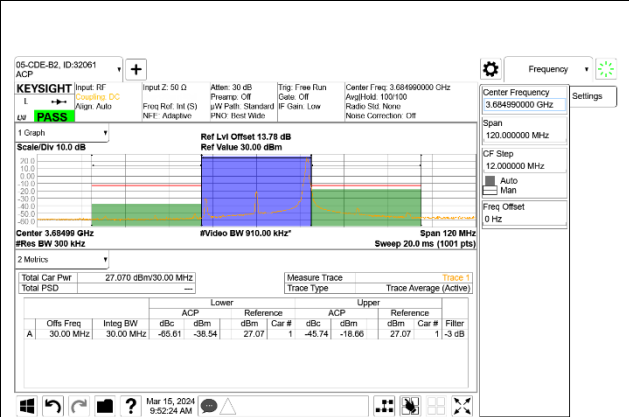 05-CDE-B2, ID:32061
ACP
Frequency
KEYSIGHT
Input: RF
Coupling: DC
Align: Auto
Input Z: 50 Ω
Freq Ref: Int (S)
NFE: Adaptive
Atten: 30 dB
Preamp: Off
µW Path: Standard
PNO: Best Wide
Trig: Free Run
Gate: Off
IF Gain: Low
Center Freq: 3.684990000 GHz
Avg|Hold: 100/100
Radio Std: None
Noise Correction: Off
L
PASS
Center Frequency
3.684990000 GHz
Settings
Span
120.000000 MHz
CF Step
12.000000 MHz
Auto
Man
Freq Offset
0 Hz
1 Graph
Scale/Div 10.0 dB
Ref Lvl Offset 13.78 dB
Ref Value 30.00 dBm
20.0
10.0
0.00
-10.0
-20.0
-30.0
-40.0
-50.0
-60.0
Center 3.68499 GHz
#Video BW 910.00 kHz*
Span 120 MHz
#Res BW 300 kHz
Sweep 20.0 ms (1001 pts)
2 Metrics
Total Car Pwr 27.070 dBm/30.00 MHz
Total PSD ---
Measure Trace Trace 1
Trace Type Trace Average (Active)
Lower Upper
ACP Reference ACP Reference
Offs Freq Integ BW dBc dBm dBm Car # dBc dBm dBm Car # Filter
A 30.00 MHz 30.00 MHz -65.61 -38.54 27.07 1 -45.74 -18.66 27.07 1 -3 dB
?
Mar 15, 2024
9:52:24 AM